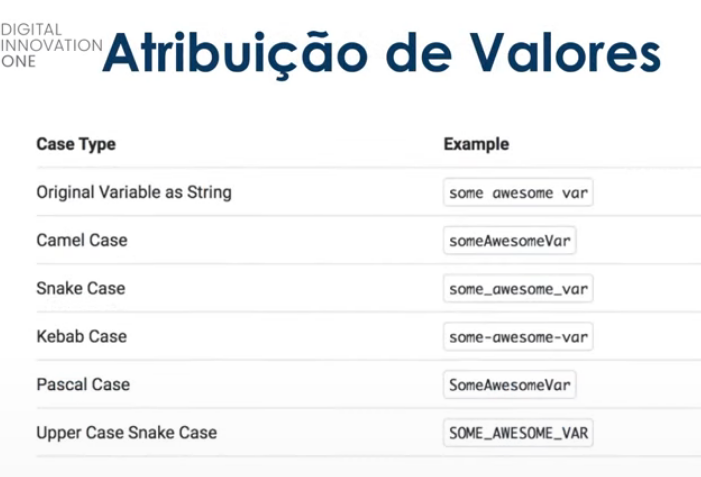 DIGITAL
INNOVATION
ONE
Atribuição de Valores
Case Type Example
Original Variable as String some awesome var
Camel Case someAwesomeVar
Snake Case some_awesome_var
Kebab Case some-awesome-var
Pascal Case SomeAwesomeVar
Upper Case Snake Case SOME_AWESOME_VAR